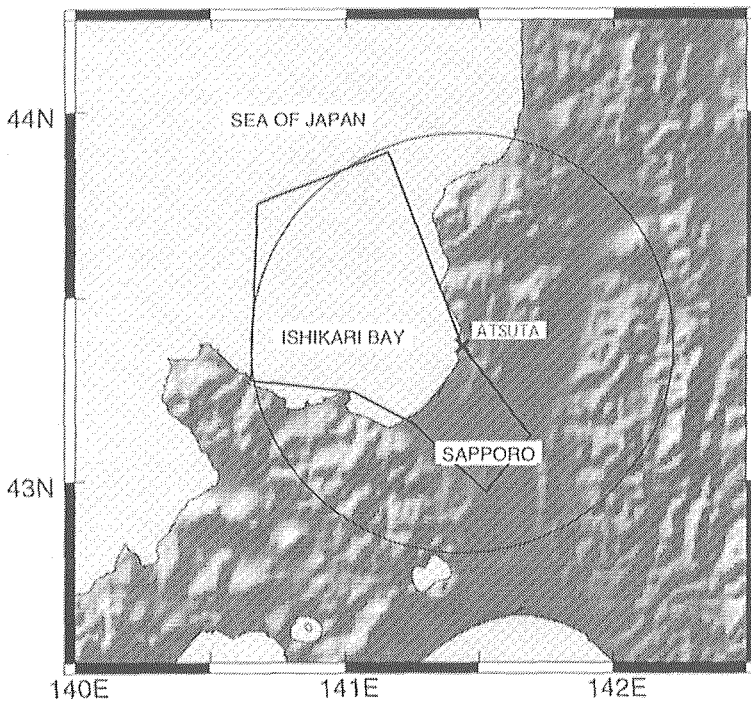 44N
SEA OF JAPAN
ISHIKARI BAY
ATSUTA
SAPPORO
43N
140E
141E
142E